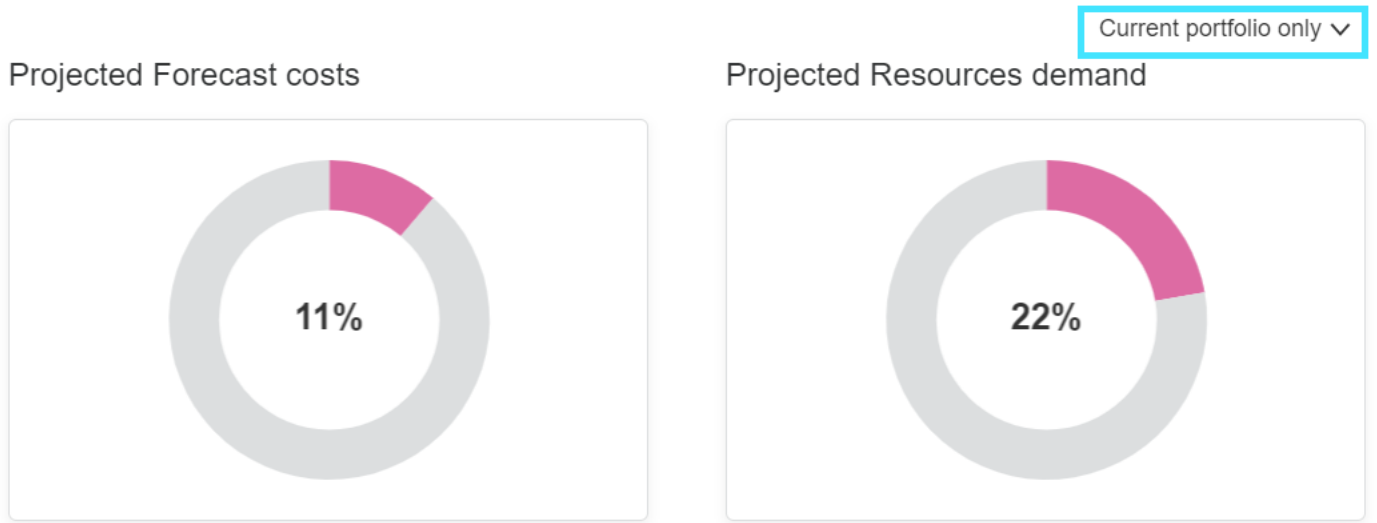 Current portfolio only
Projected Forecast costs
Projected Resources demand
11%
22%